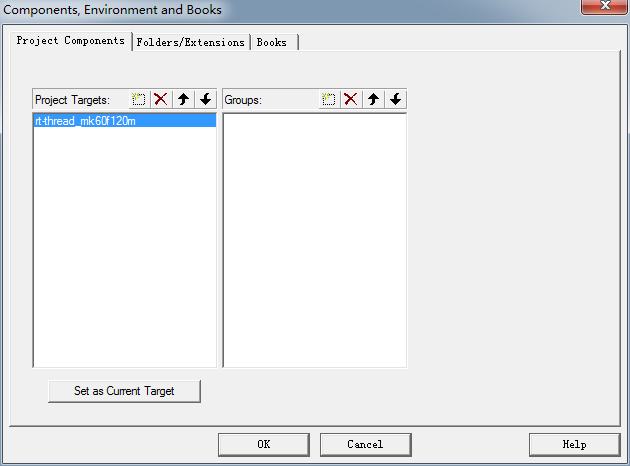 Components, Environment and Books
Project Components
Folders/Extensions
Books
Project Targets:
Groups:
rt-thread_mk60f120m
Set as Current Target
OK
Cancel
Help